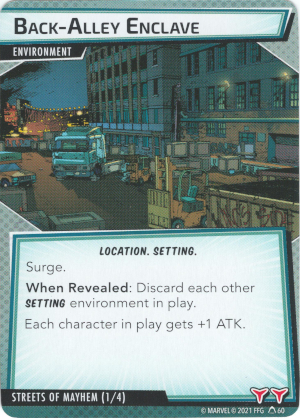 Back-Alley Enclave
ENVIRONMENT
LOCATION. SETTING.
Surge.
When Revealed: Discard each other
SETTING environment in play.
Each character in play gets +1 ATK.
© MARVEL © 2021 FFG 60
STREETS OF MAYHEM (1/4)